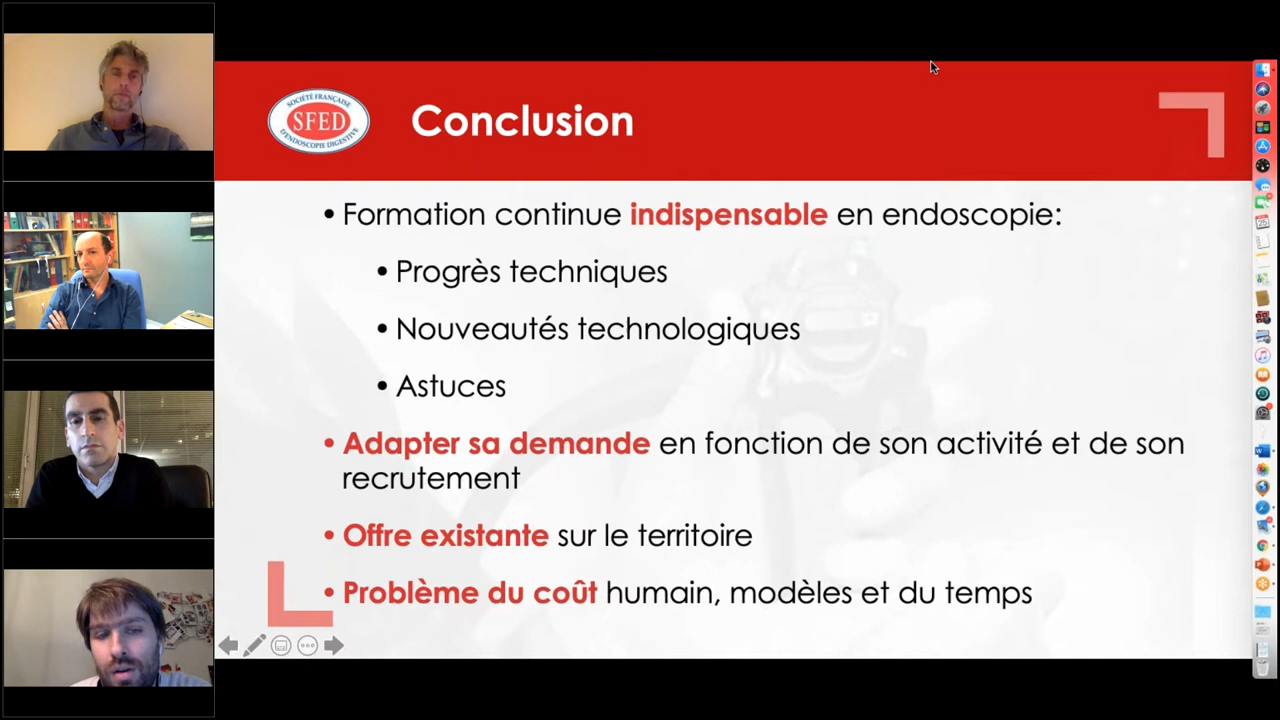 SOCIÉTÉ FRANÇAISE
SFED
D'ENDOSCOPIE DIGESTIVE
Conclusion
• Formation continue indispensable en endoscopie:
• Progrès techniques
• Nouveautés technologiques
• Astuces
• Adapter sa demande en fonction de son activité et de son
recrutement
• Offre existante sur le territoire
• Problème du coût humain, modèles et du temps